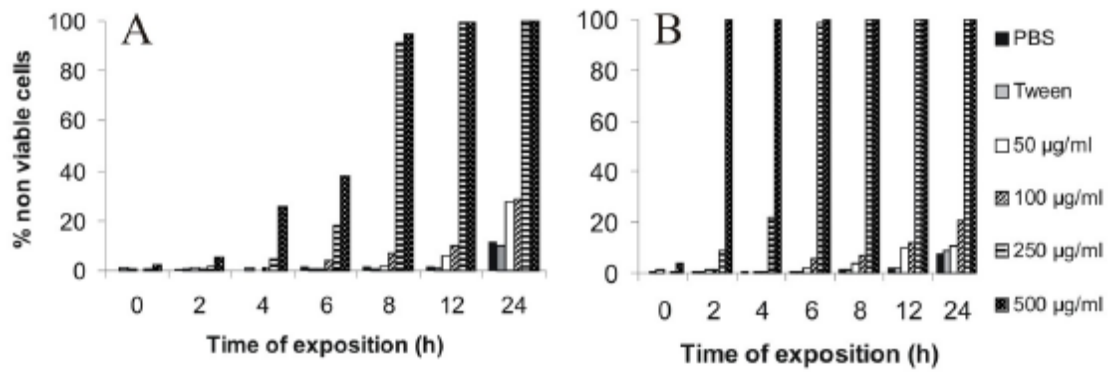 A
% non viable cells
100
80
60
40
20
0
0 2 4 6 8 12 24
Time of exposition (h)
B
100
80
60
40
20
0
0 2 4 6 8 12 24
Time of exposition (h)
PBS
Tween
50 µg/ml
100 µg/ml
250 µg/ml
500 µg/ml